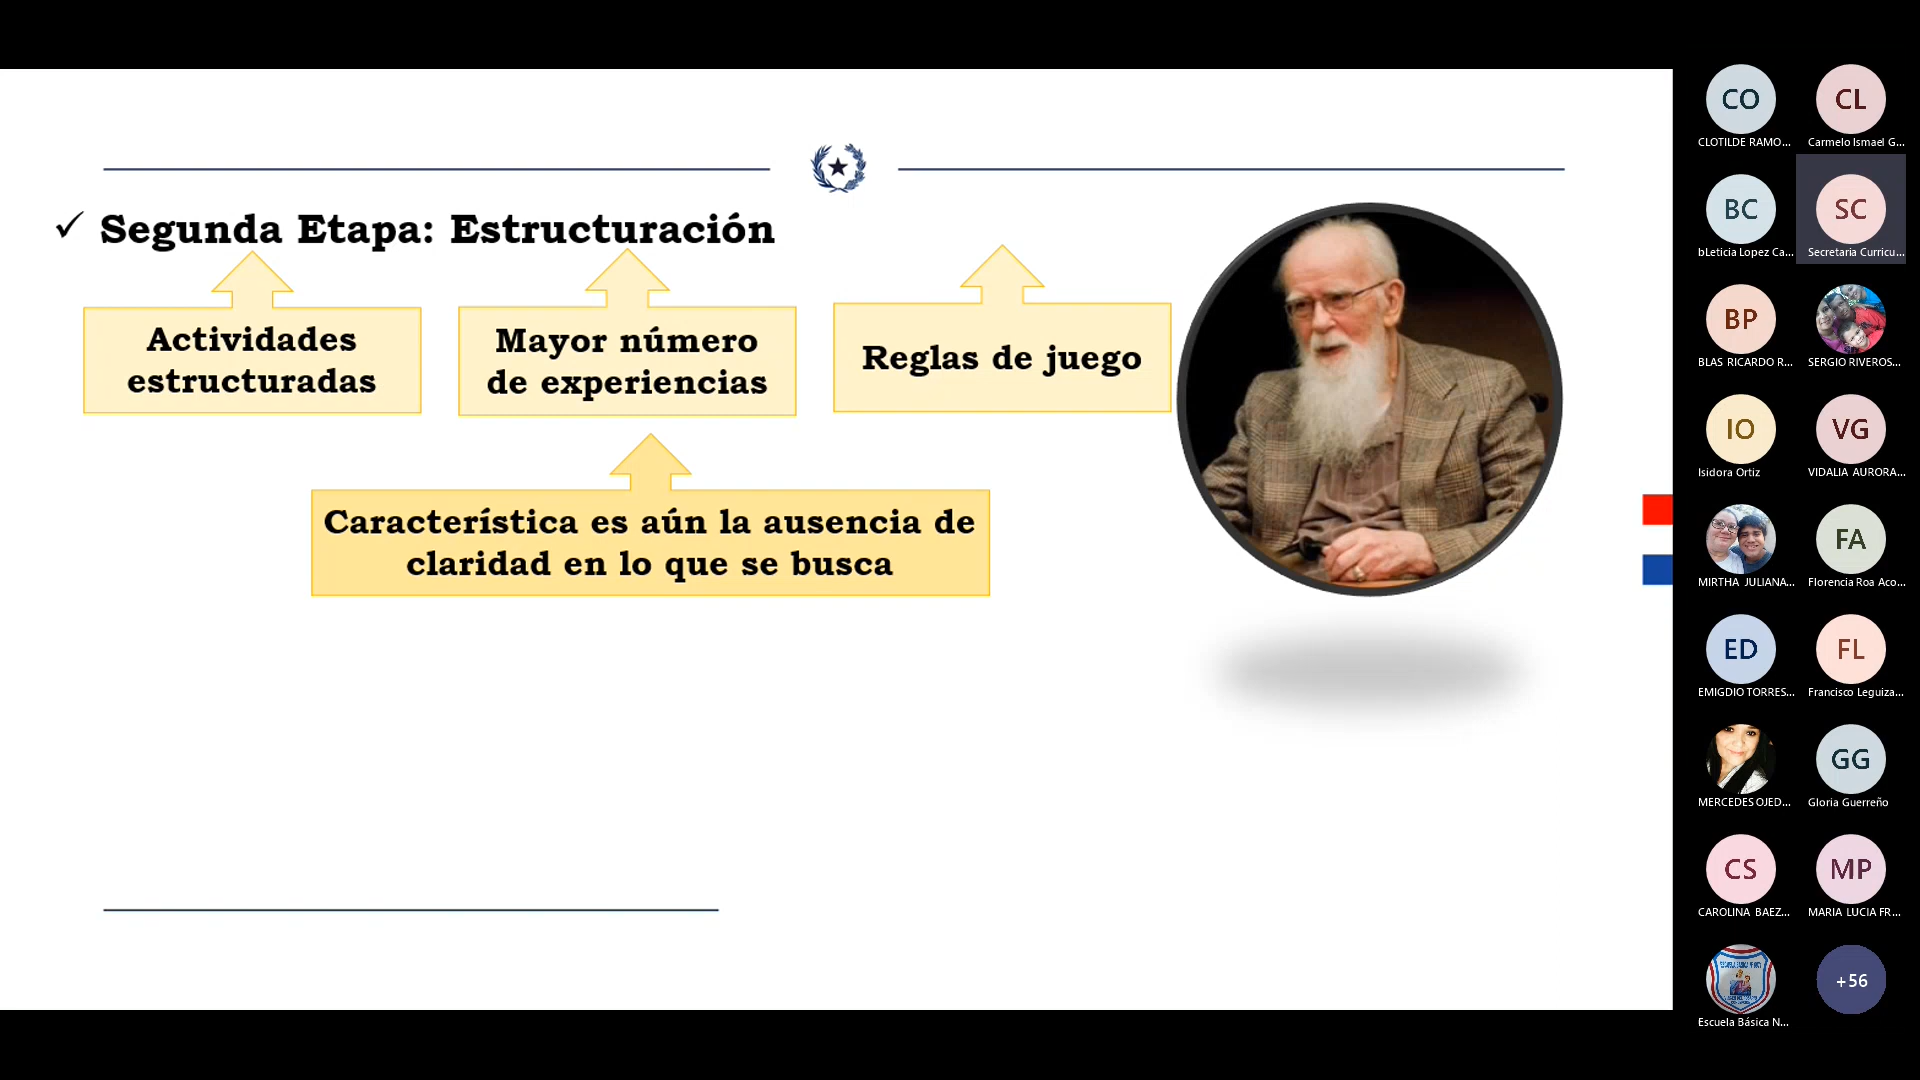 ✓ Segunda Etapa: Estructuración
Actividades
estructuradas
Mayor número
de experiencias
Reglas de juego
Característica es aún la ausencia de
claridad en lo que se busca
CO
CLOTILDE RAMO...
CL
Carmelo Ismael G...
BC
bLeticia Lopez Ca...
SC
Secretaria Curricu...
BP
BLAS RICARDO R...
SERGIO RIVEROS...
IO
Isidora Ortiz
VG
VIDALIA AURORA...
MIRTHA JULIANA...
FA
Florencia Roa Aco...
ED
EMIGDIO TORRES...
FL
Francisco Leguiza...
MERCEDES OJED...
GG
Gloria Guerreño
CS
CAROLINA BAEZ...
MP
MARIA LUCIA FR...
Escuela Básica N...
+56